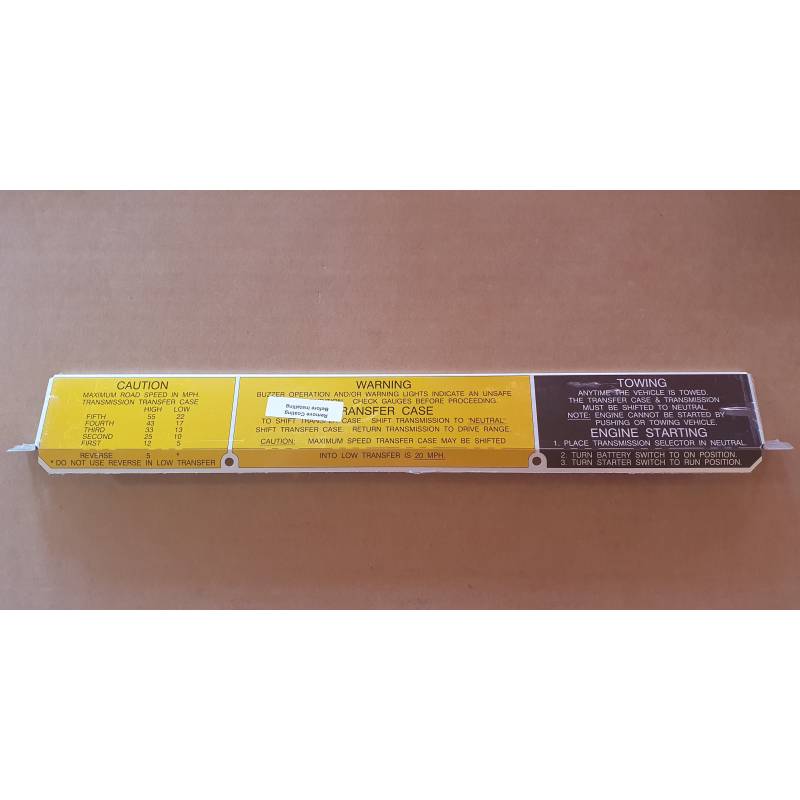 CAUTION
MAXIMUM ROAD SPEED IN MPH
TRANSMISSION TRANSFER CASE
HIGH LOW
FIFTH 55 22
FOURTH 43 17
THIRD 33 13
SECOND 25 10
FIRST 12 5
REVERSE 5 *
* DO NOT USE REVERSE IN LOW TRANSFER
WARNING
BUZZER OPERATION AND/OR WARNING LIGHTS INDICATE AN UNSAFE
CHECK GAUGES BEFORE PROCEEDING.
TRANSFER CASE
TO SHIFT TRANSFER CASE. SHIFT TRANSMISSION TO "NEUTRAL".
SHIFT TRANSFER CASE. RETURN TRANSMISSION TO DRIVE RANGE.
CAUTION: MAXIMUM SPEED TRANSFER CASE MAY BE SHIFTED
INTO LOW TRANSFER IS 20 MPH.
Remove Coating
Before Installing
TOWING
ANYTIME THE VEHICLE IS TOWED.
THE TRANSFER CASE & TRANSMISSION
MUST BE SHIFTED TO NEUTRAL.
NOTE: ENGINE CANNOT BE STARTED BY
PUSHING OR TOWING VEHICLE.
ENGINE STARTING
1. PLACE TRANSMISSION SELECTOR IN NEUTRAL.
2. TURN BATTERY SWITCH TO ON POSITION.
3. TURN STARTER SWITCH TO RUN POSITION.